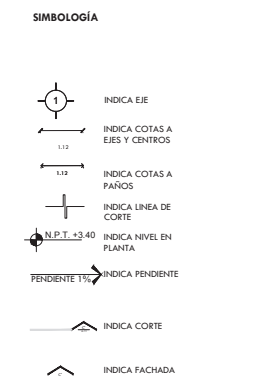 SIMBOLOGÍA
1
INDICA EJE
INDICA COTAS A
EJES Y CENTROS
1.12
1.12
INDICA COTAS A
PAÑOS
INDICA LINEA DE
CORTE
N.P.T. +3.40
INDICA NIVEL EN
PLANTA
PENDIENTE 1%
INDICA PENDIENTE
INDICA CORTE
INDICA FACHADA